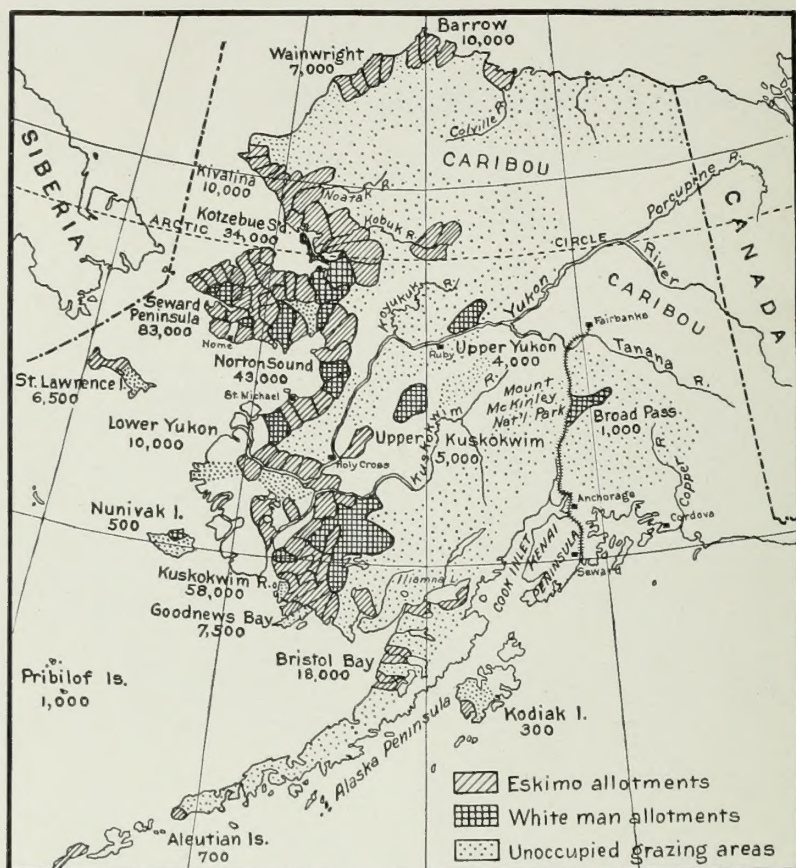 Barrow
10,000
Wainwright
7,000
Colville R.
CARIBOU
SIBERIA
Kivalina
10,000
Noatak R.
Porcupine R.
Kotzebue Sd.
34,000
Kobuk R.
ARCTIC
CIRCLE
CANADA
Yukon
River
CARIBOU
Koyukuk R.
Seward
Peninsula
83,000
Nome
Fairbanks
Ruby
Upper Yukon
4,000
Tanana R.
Norton Sound
43,000
St. Michael
St. Lawrence I.
6,500
Mount
McKinley
Nat'l Park
Broad Pass
1,000
Lower Yukon
10,000
Upper Kuskokwim
5,000
Kuskokwim R.
Holy Cross
Copper R.
Nunivak I.
500
Anchorage
Cordova
COOK INLET
KENAI
PENINSULA
Seward
Kuskokwim R.
58,000
Iliamna L.
Goodnews Bay
7,500
Bristol Bay
18,000
Pribilof Is.
1,000
Kodiak I.
300
Alaska Peninsula
Aleutian Is.
700
Eskimo allotments
White man allotments
Unoccupied grazing areas